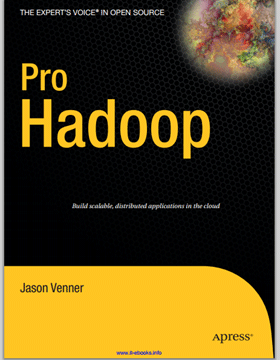 THE EXPERT'S VOICE® IN OPEN SOURCE
Pro
Hadoop
Build scalable, distributed applications in the cloud
Jason Venner
Apress®
www.it-ebooks.info